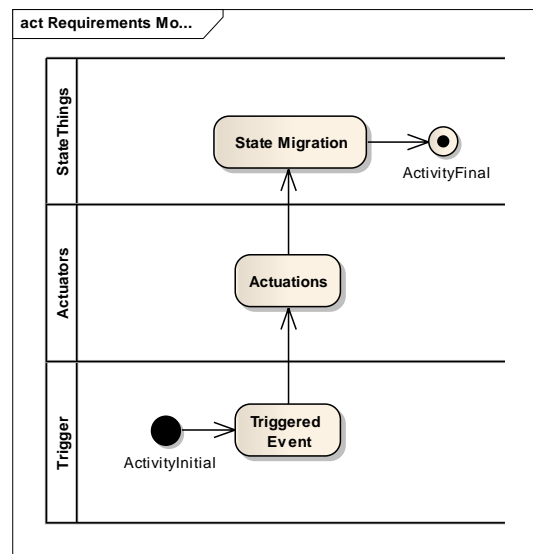 act Requirements Mo...
StateThings
State Migration
ActivityFinal
Actuators
Actuations
Trigger
Triggered
Event
ActivityInitial